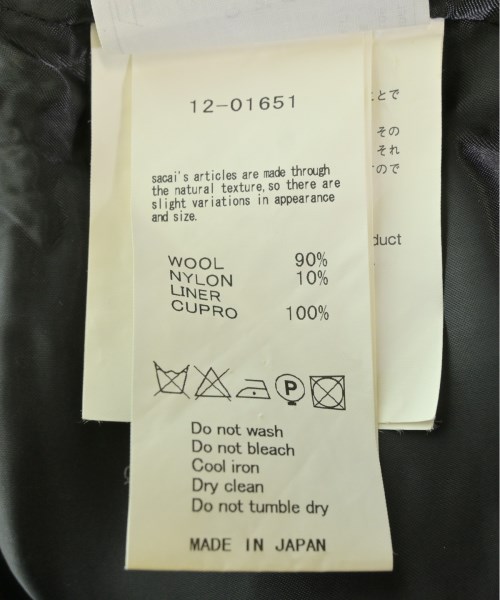 12-01651
sacai's articles are made through
the natural texture, so there are
slight variations in appearance
and size.
WOOL 90%
NYLON 10%
LINER
CUPRO 100%
P
Do not wash
Do not bleach
Cool iron
Dry clean
Do not tumble dry
MADE IN JAPAN
ことで
その
それ
ので
duct